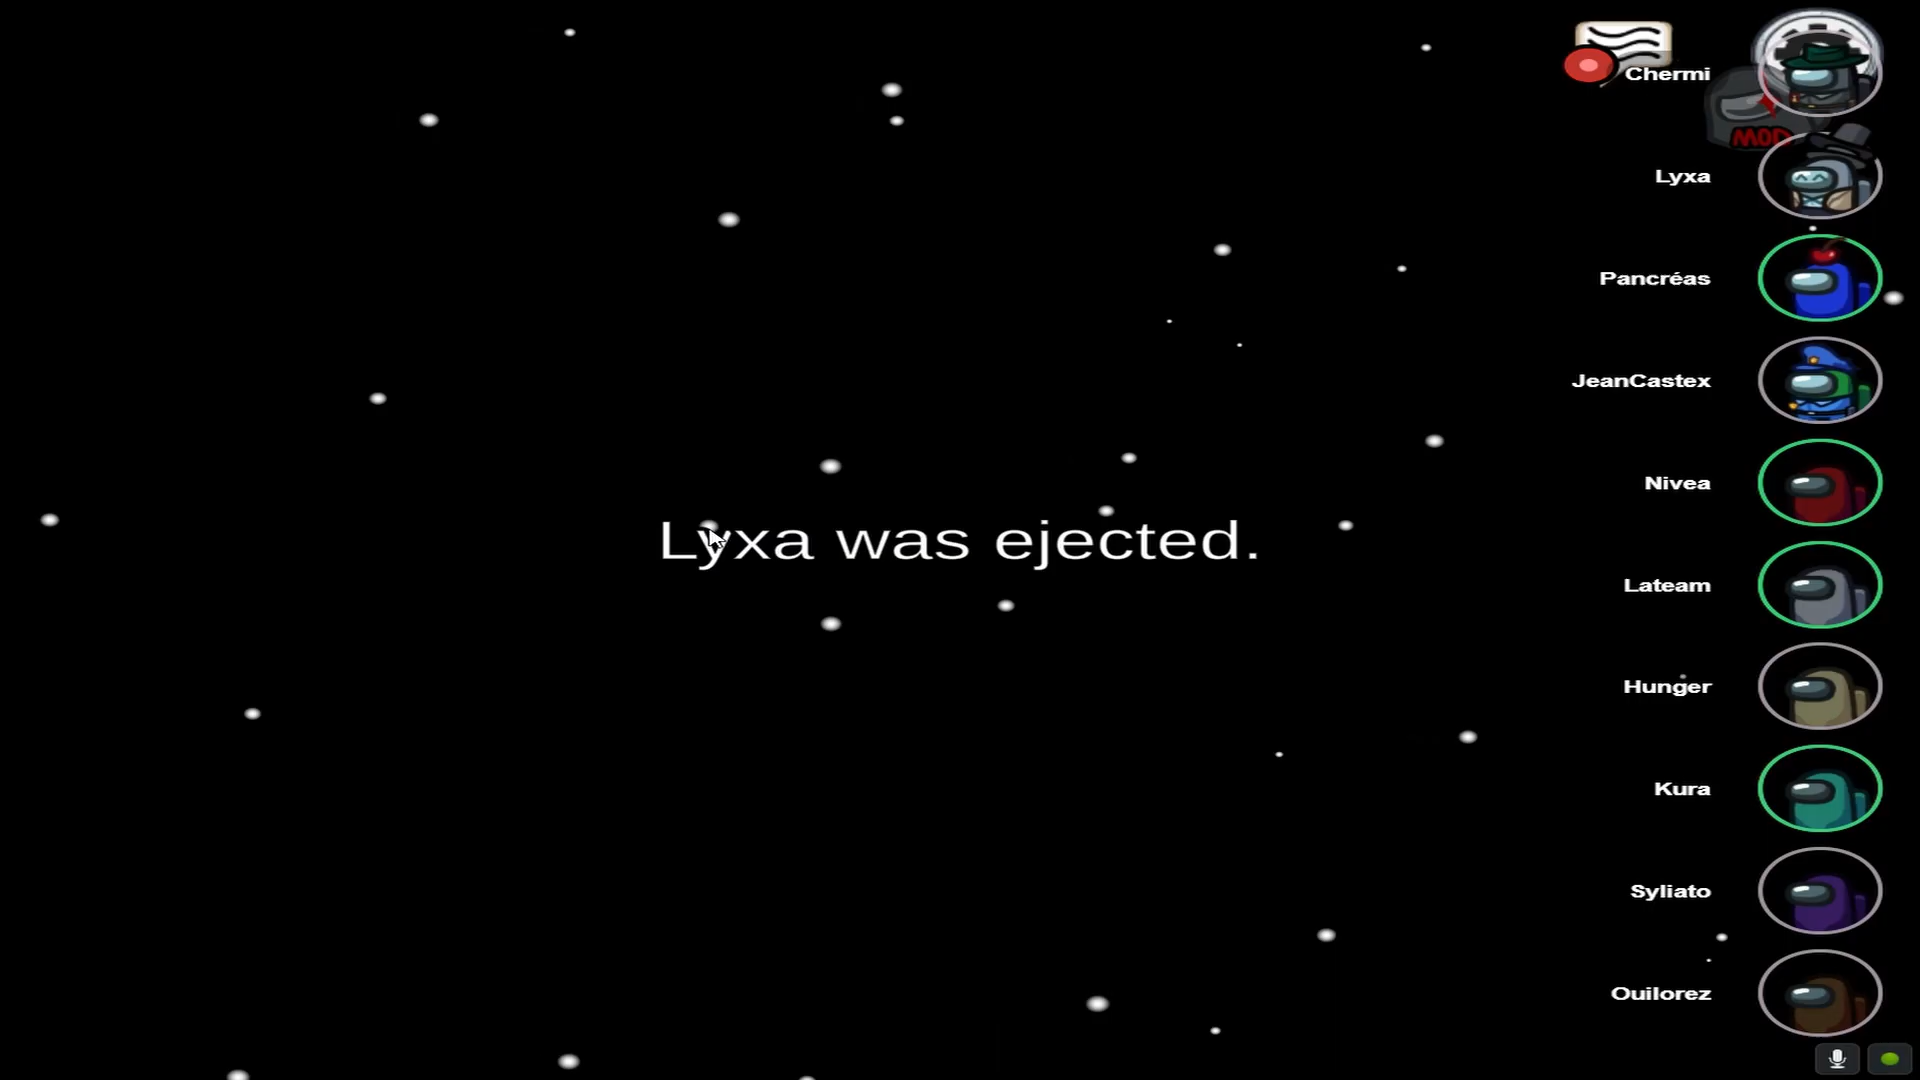 Chermi
MOD
Lyxa
Pancréas
JeanCastex
Nivea
Lyxa was ejected.
Lateam
Hunger
Kura
Syliato
Ouilorez